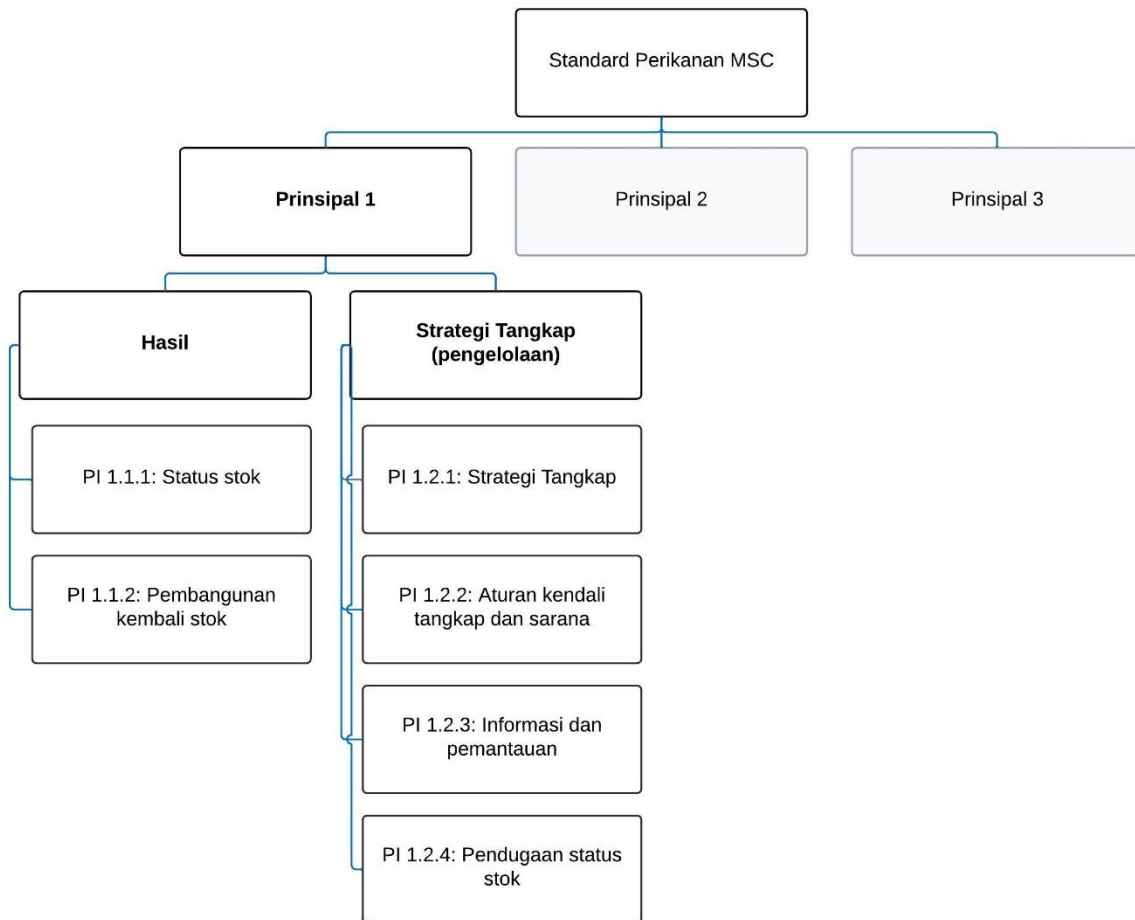 Standard Perikanan MSC
Prinsipal 1
Prinsipal 2
Prinsipal 3
Hasil
Strategi Tangkap
(pengelolaan)
PI 1.1.1: Status stok
PI 1.1.2: Pembangunan
kembali stok
PI 1.2.1: Strategi Tangkap
PI 1.2.2: Aturan kendali
tangkap dan sarana
PI 1.2.3: Informasi dan
pemantauan
PI 1.2.4: Pendugaan status
stok